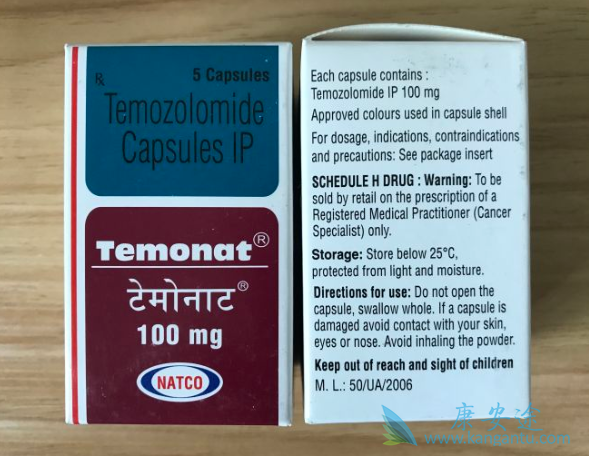 Rx
5 Capsules
Temozolomide
Capsules IP
Temonat®
टेमोनाट®
100 mg
NATCO
Each capsule contains :
Temozolomide IP 100 mg
Approved colours used in capsule shell
For dosage, indications, contraindications
and precautions: See package insert
SCHEDULE H DRUG : Warning: To be
sold by retail on the prescription of a
Registered Medical Practitioner (Cancer
Specialist) only.
Storage: Store below 25°C,
protected from light and moisture.
Directions for use: Do not open the
capsule, swallow whole. If a capsule is
damaged avoid contact with your skin,
eyes or nose. Avoid inhaling the powder.
Keep out of reach and sight of children
M. L.: 50/UA/2006
康安途